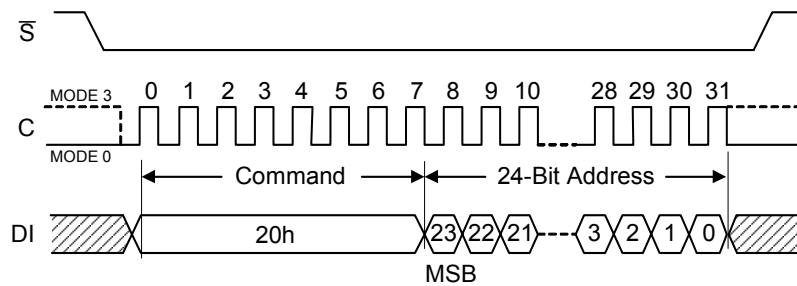 S
MODE 3
0 1 2 3 4 5 6 7 8 9 10 28 29 30 31
C
MODE 0
Command 24-Bit Address
DI 20h 23 22 21 3 2 1 0
MSB